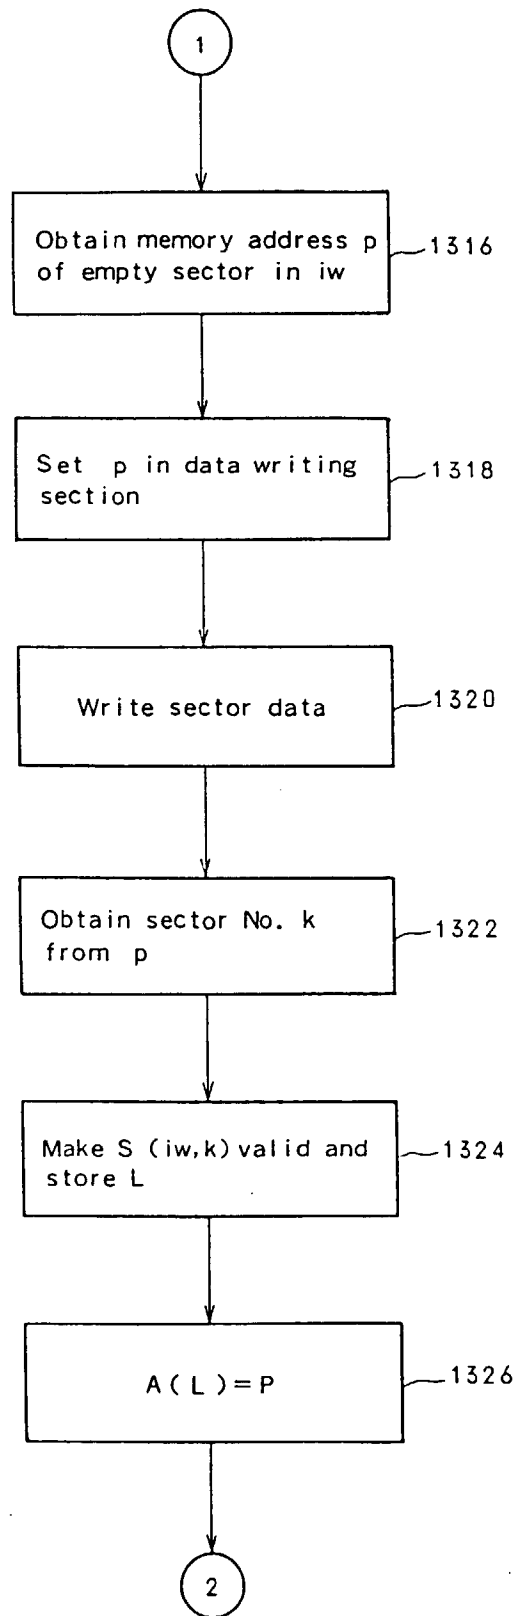 1
Obtain memory address p
of empty sector in iw
1316
Set p in data writing
section
1318
Write sector data
1320
Obtain sector No. k
from p
1322
Make S (iw,k) valid and
store L
1324
A(L)=P
1326
2